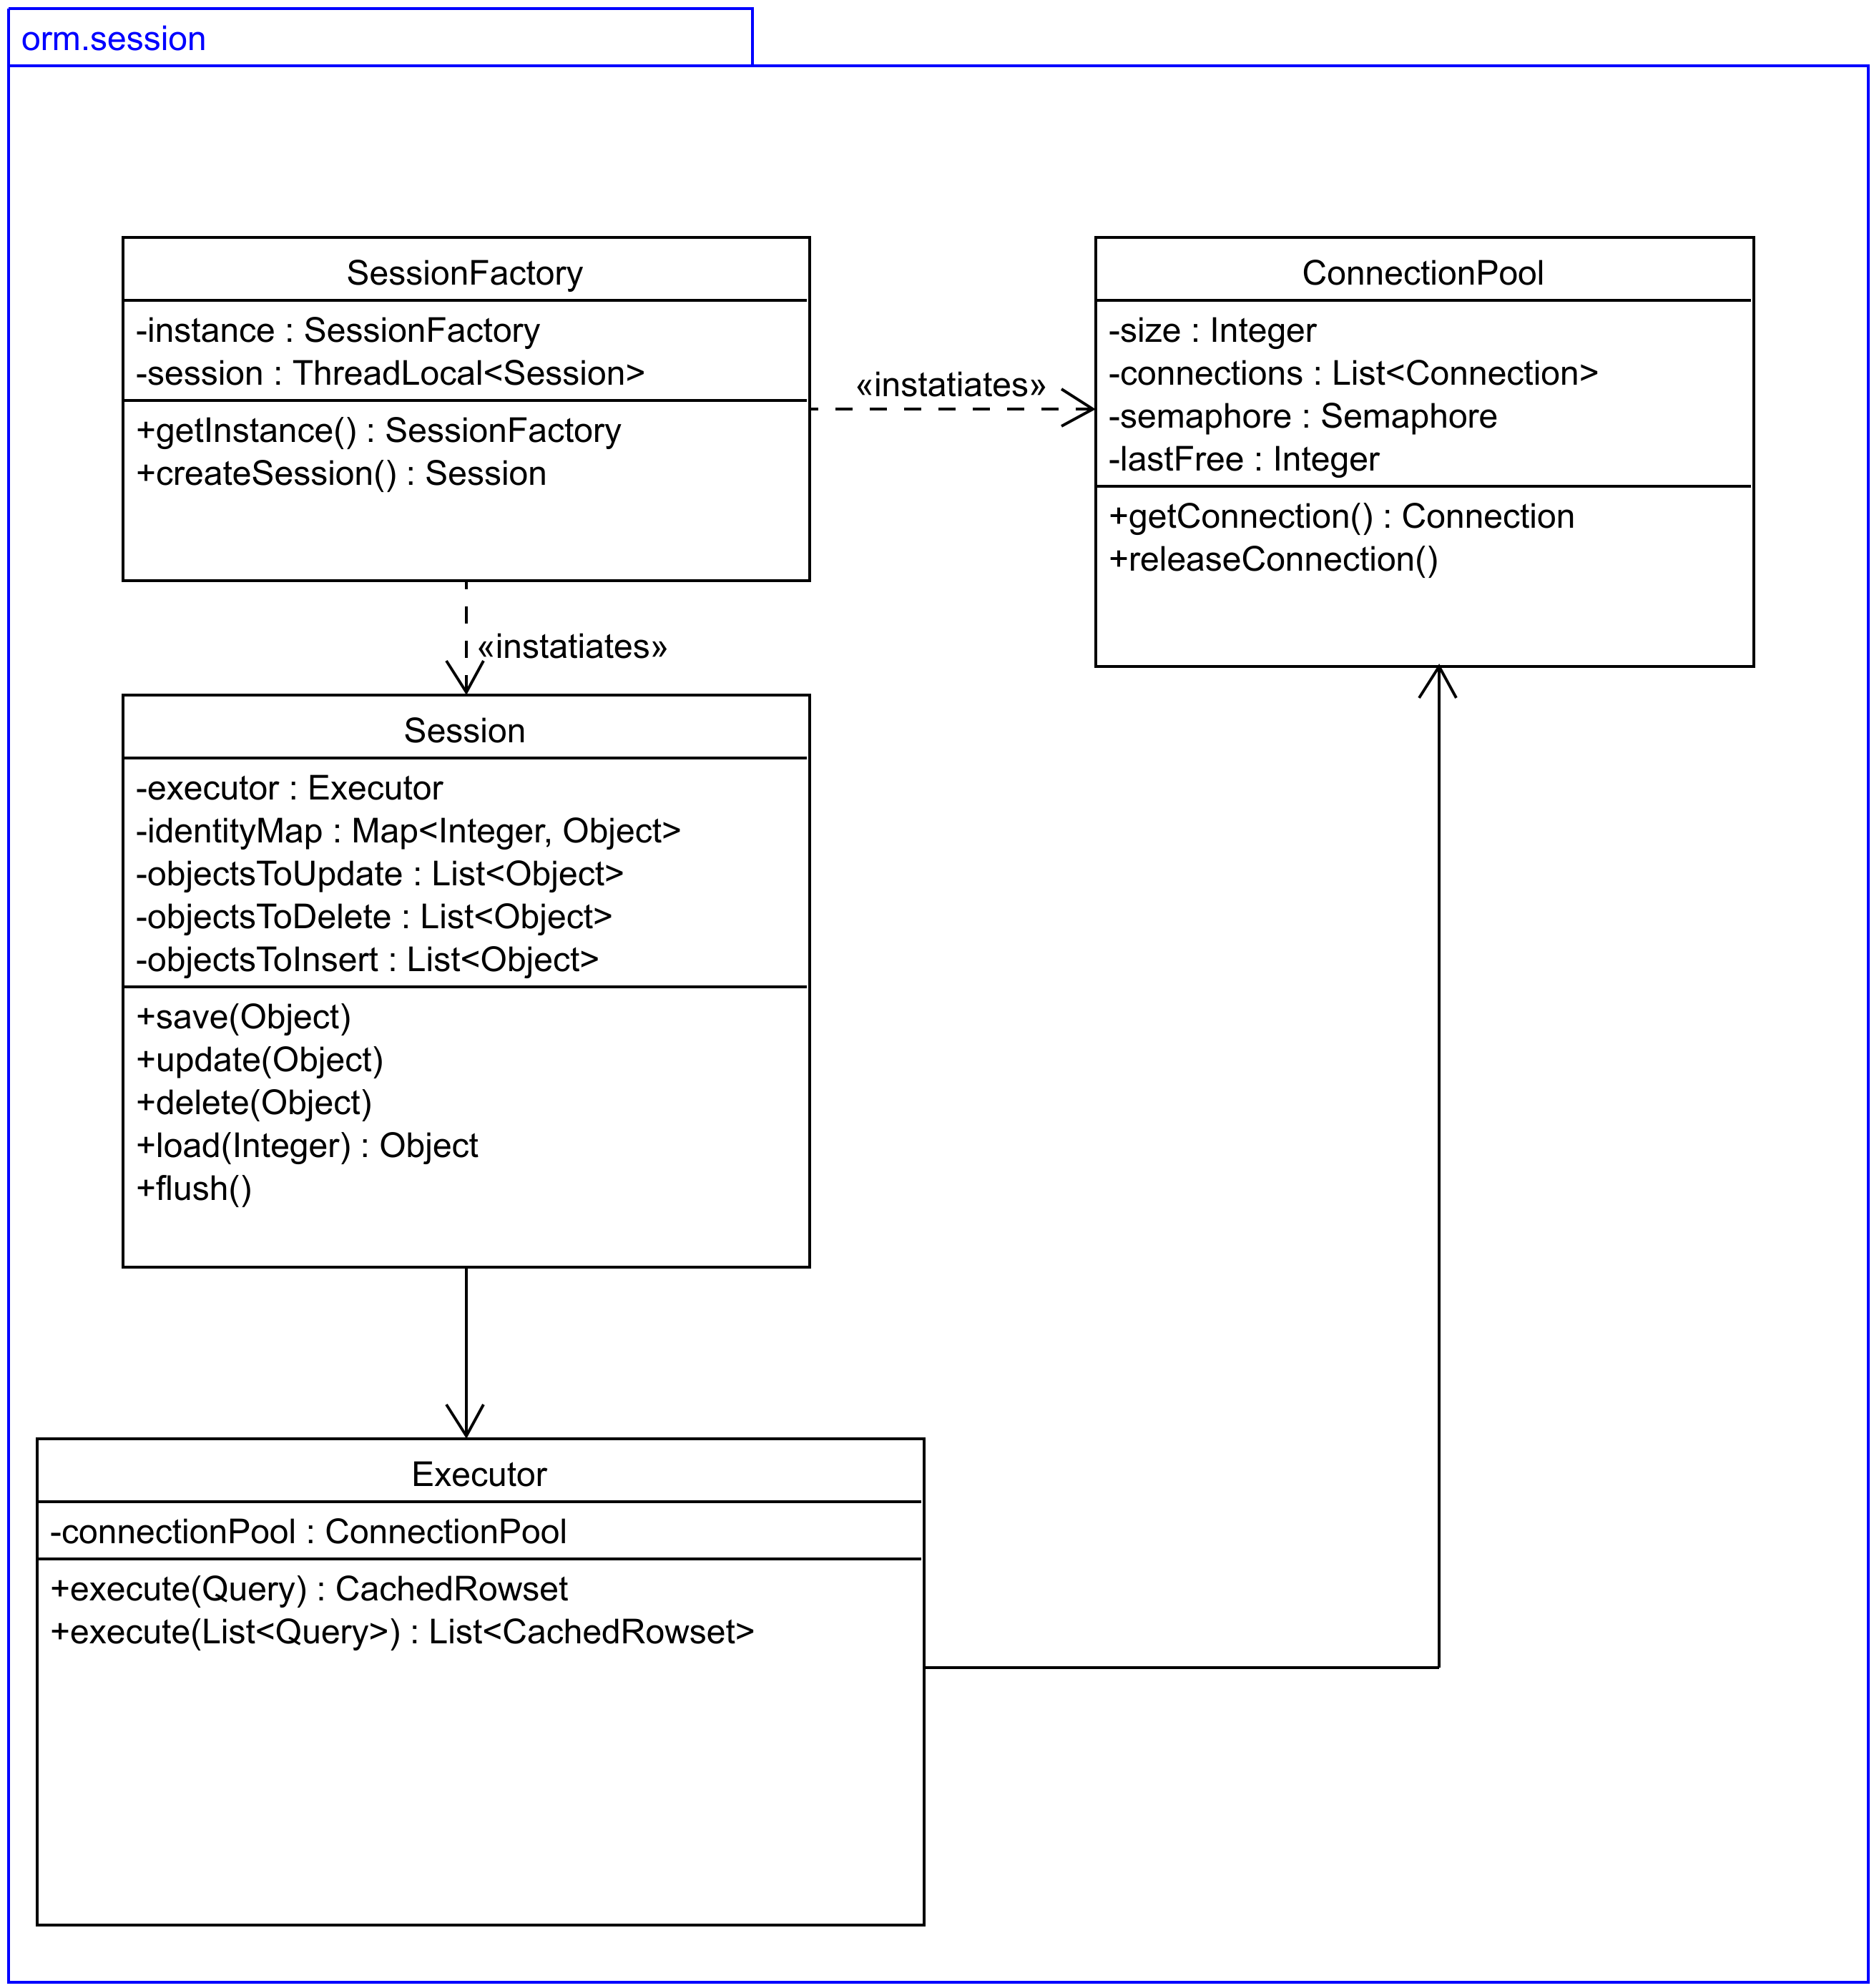 orm.session
SessionFactory
-instance : SessionFactory
-session : ThreadLocal<Session>
+getInstance() : SessionFactory
+createSession() : Session
«instatiates»
ConnectionPool
-size : Integer
-connections : List<Connection>
-semaphore : Semaphore
-lastFree : Integer
+getConnection() : Connection
+releaseConnection()
«instatiates»
Session
-executor : Executor
-identityMap : Map<Integer, Object>
-objectsToUpdate : List<Object>
-objectsToDelete : List<Object>
-objectsToInsert : List<Object>
+save(Object)
+update(Object)
+delete(Object)
+load(Integer) : Object
+flush()
Executor
-connectionPool : ConnectionPool
+execute(Query) : CachedRowset
+execute(List<Query>) : List<CachedRowset>